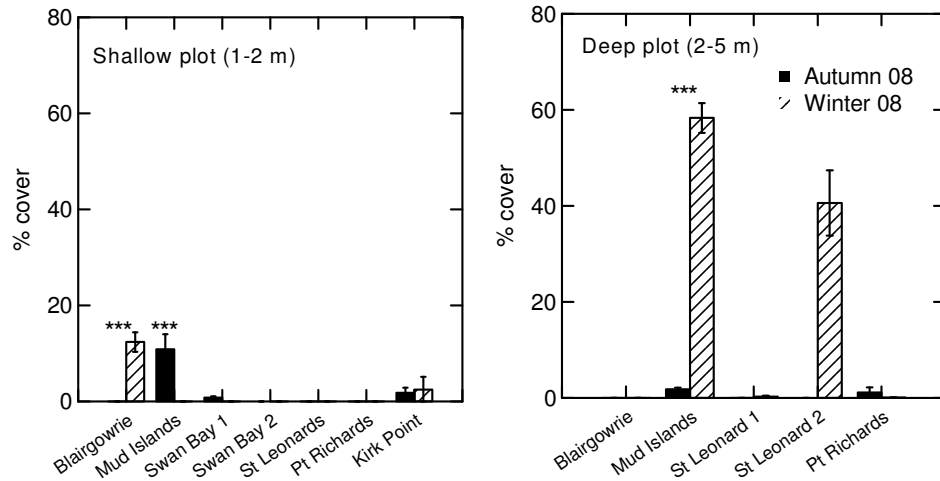 80
60
40
20
0
% cover
Shallow plot (1-2 m)
*** ***
Blairgowrie
Mud Islands
Swan Bay 1
Swan Bay 2
St Leonards
Pt Richards
Kirk Point
80
60
40
20
0
% cover
Deep plot (2-5 m)
Autumn 08
Winter 08
***
Blairgowrie
Mud Islands
St Leonard 1
St Leonard 2
Pt Richards